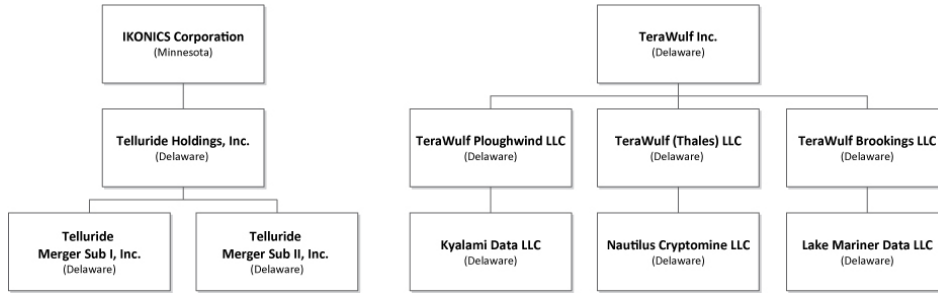 IKONICS Corporation
(Minnesota)
Telluride Holdings, Inc.
(Delaware)
Telluride
Merger Sub I, Inc.
(Delaware)
Telluride
Merger Sub II, Inc.
(Delaware)
TeraWulf Inc.
(Delaware)
TeraWulf Ploughwind LLC
(Delaware)
TeraWulf (Thales) LLC
(Delaware)
TeraWulf Brookings LLC
(Delaware)
Kyalami Data LLC
(Delaware)
Nautilus Cryptomine LLC
(Delaware)
Lake Mariner Data LLC
(Delaware)